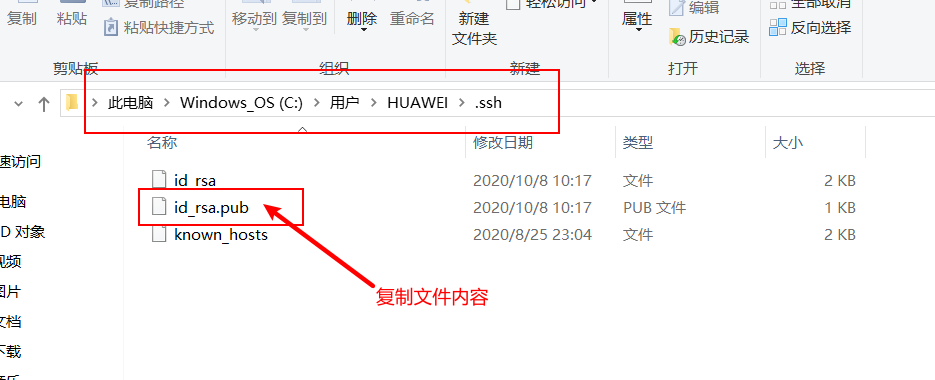 复制 粘贴 复制路径 移动到 复制到 删除 重命名 新建 轻松访问 属性 编辑 全部取消
粘贴快捷方式 文件夹 历史记录 反向选择
剪贴板 组织 新建 打开 选择
此电脑 > Windows_OS (C:) > 用户 > HUAWEI > .ssh
名称 修改日期 类型 大小
速访问
id_rsa 2020/10/8 10:17 文件 2 KB
电脑
id_rsa.pub 2020/10/8 10:17 PUB 文件 1 KB
D 对象
known_hosts 2020/8/25 23:04 文件 2 KB
视频
图片
复制文件内容
文档
下载